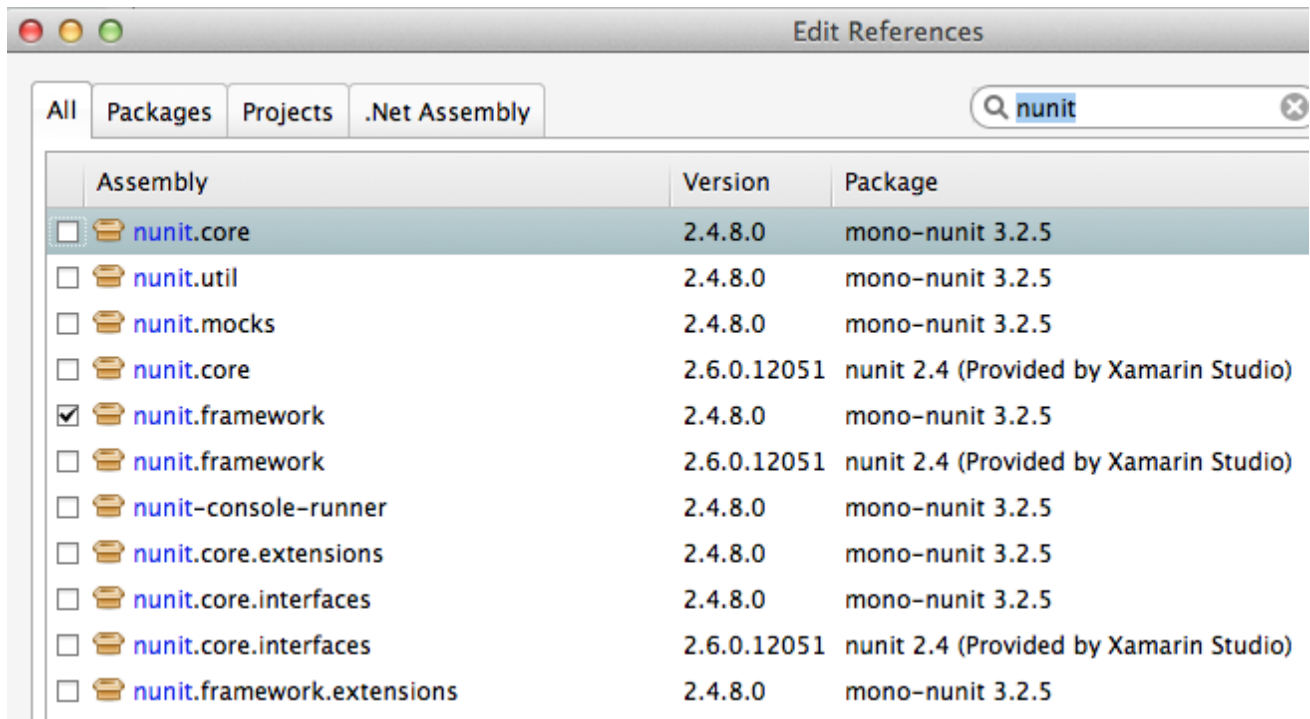 Edit References
All Packages Projects .Net Assembly nunit
Assembly Version Package
nunit.core 2.4.8.0 mono-nunit 3.2.5
nunit.util 2.4.8.0 mono-nunit 3.2.5
nunit.mocks 2.4.8.0 mono-nunit 3.2.5
nunit.core 2.6.0.12051 nunit 2.4 (Provided by Xamarin Studio)
nunit.framework 2.4.8.0 mono-nunit 3.2.5
nunit.framework 2.6.0.12051 nunit 2.4 (Provided by Xamarin Studio)
nunit-console-runner 2.4.8.0 mono-nunit 3.2.5
nunit.core.extensions 2.4.8.0 mono-nunit 3.2.5
nunit.core.interfaces 2.4.8.0 mono-nunit 3.2.5
nunit.core.interfaces 2.6.0.12051 nunit 2.4 (Provided by Xamarin Studio)
nunit.framework.extensions 2.4.8.0 mono-nunit 3.2.5